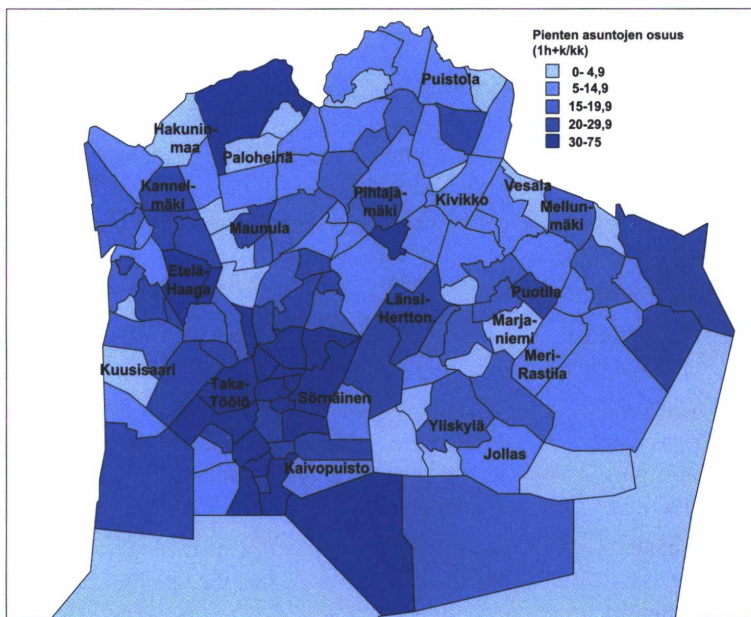 Pienten asuntojen osuus
(1h+k/kk)
0- 4,9
5-14,9
15-19,9
20-29,9
30-75
Puistola
Hakunin-
maa
Paloheinä
Kannel-
mäki
Pihlaja-
mäki
Kivikko
Vesala
Mellun-
mäki
Maunula
Etelä-
Haaga
Länsi-
Hertton.
Puotila
Marja-
niemi
Meri-
Rastila
Kuusisaari
Taka-
Töölö
Sörnäinen
Yliskylä
Jollas
Kaivopuisto